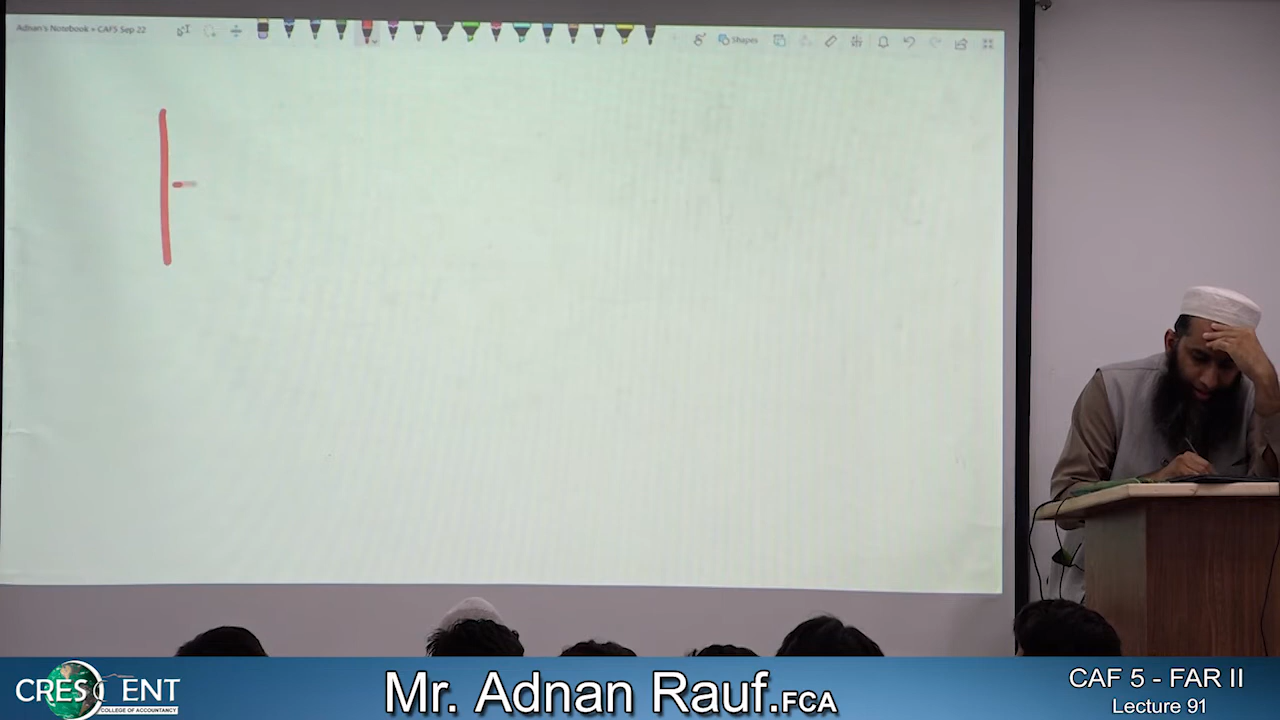 Adnan's Notebook » CAF5 Sep 22
Shapes
CRESCENT
COLLEGE OF ACCOUNTANCY
Mr. Adnan Rauf.FCA
CAF 5 - FAR II
Lecture 91